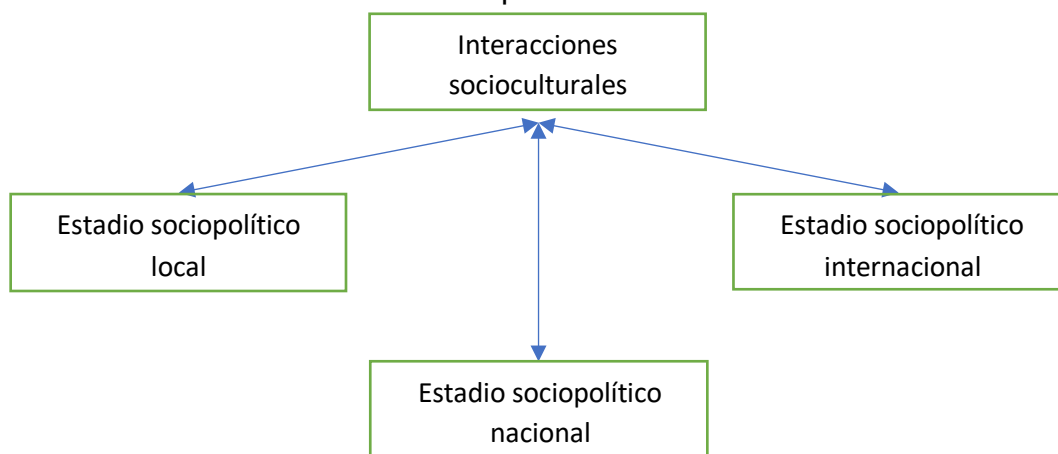 Interacciones
socioculturales
Estadio sociopolítico
local
Estadio sociopolítico
internacional
Estadio sociopolítico
nacional